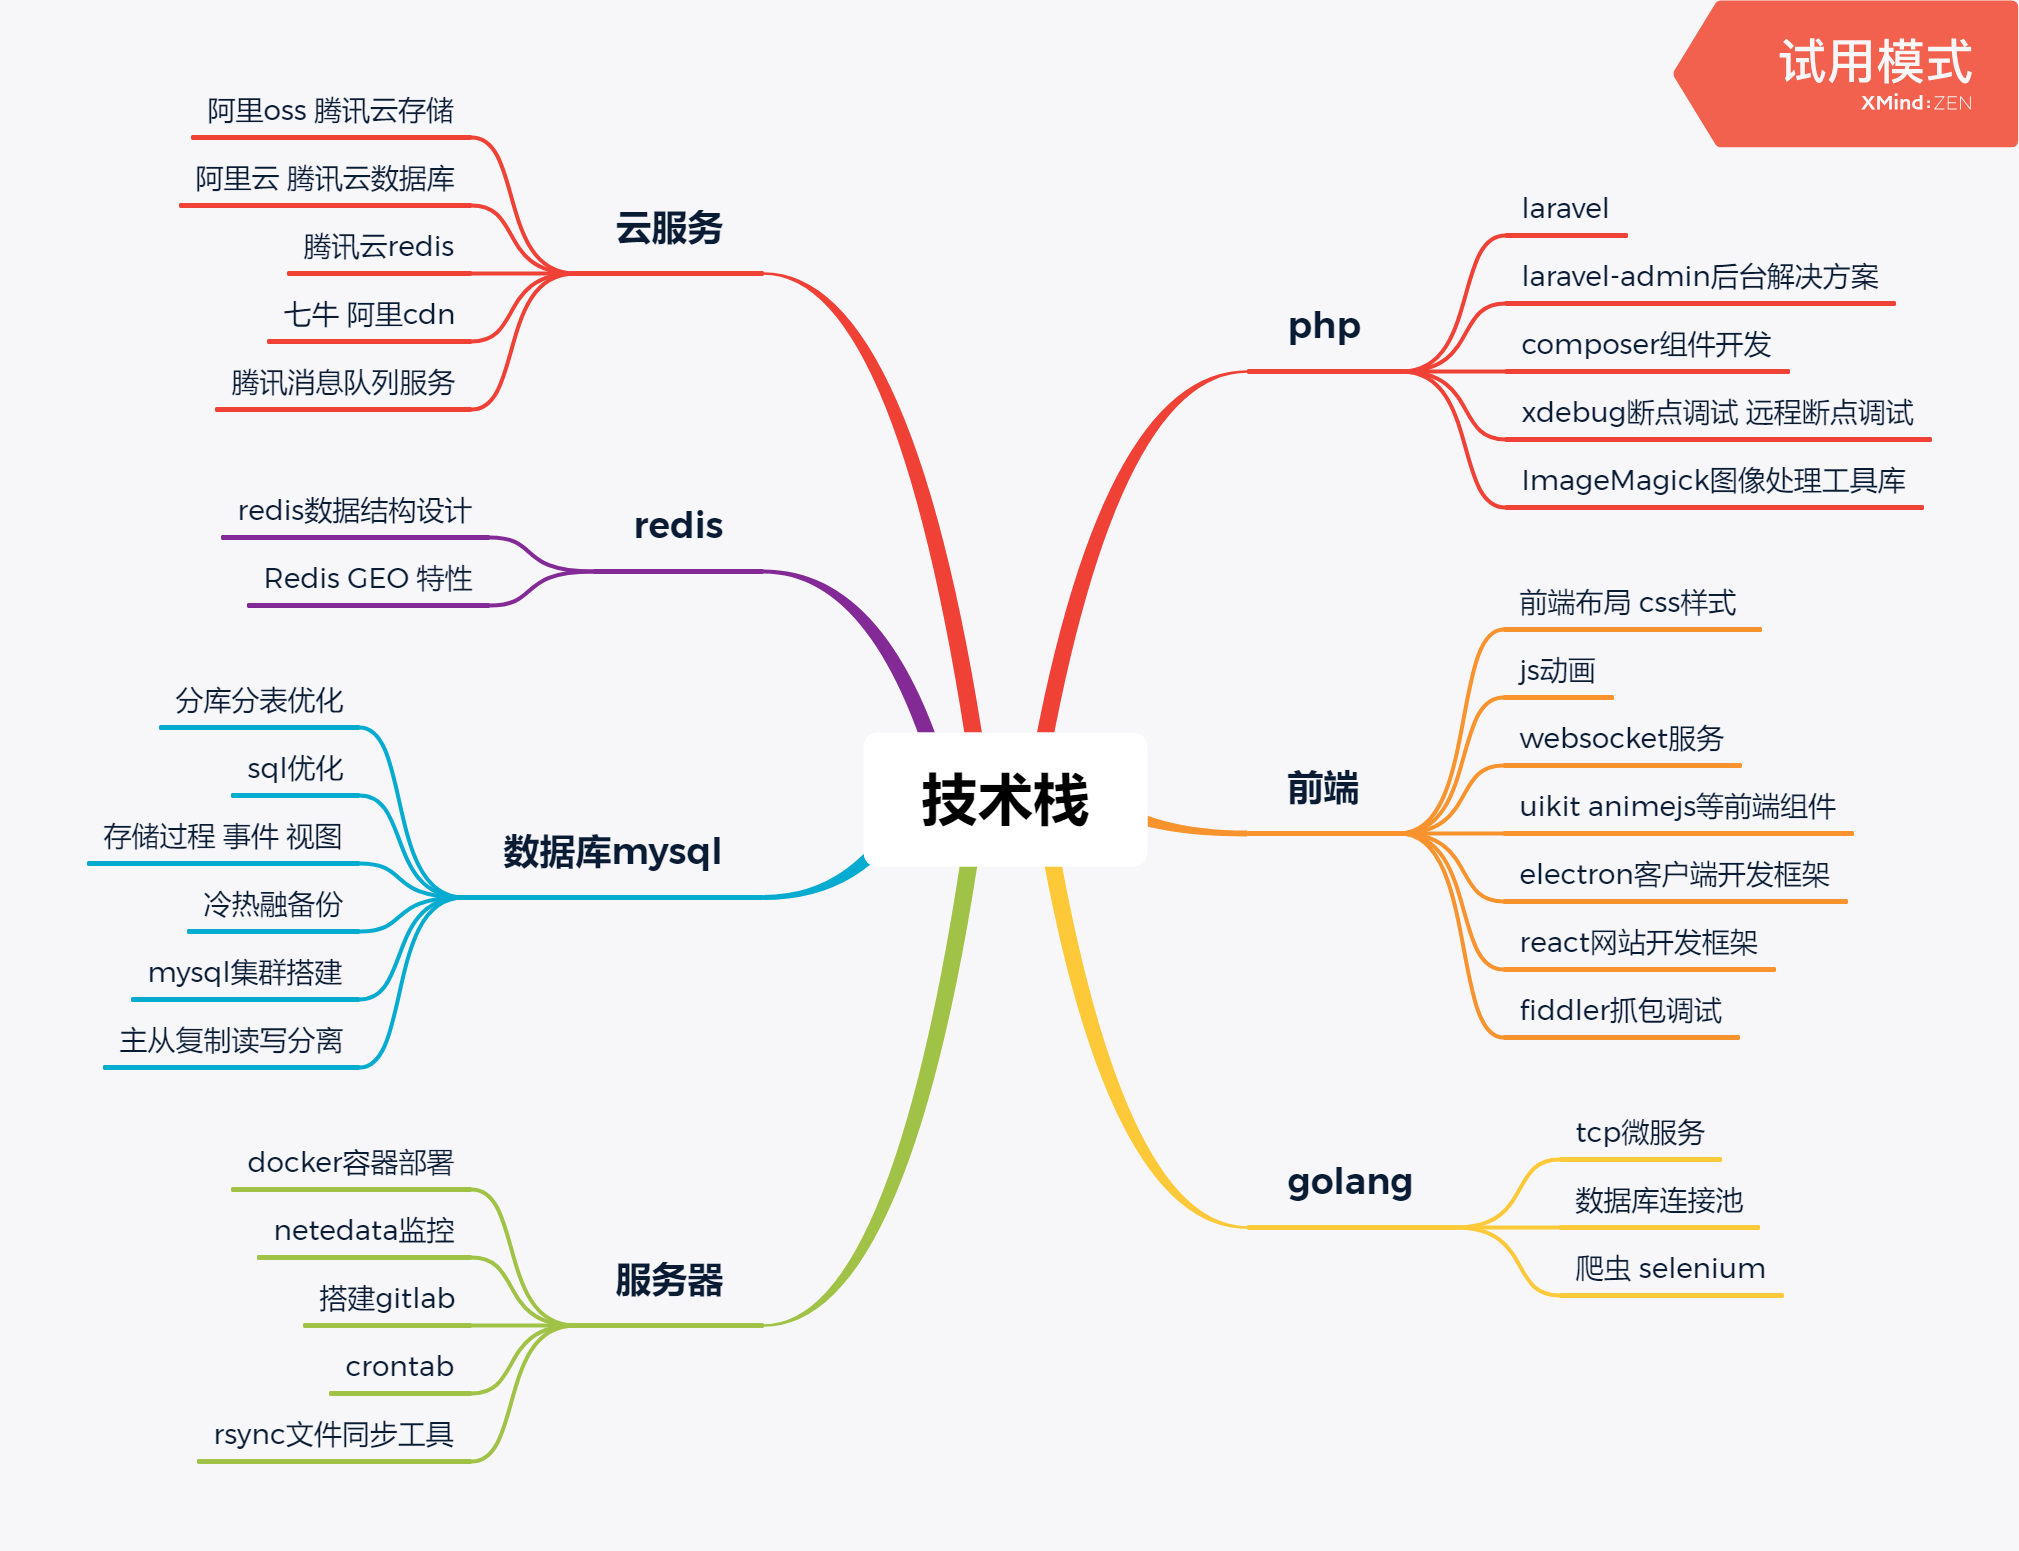 试用模式
XMind:ZEN
技术栈
php
laravel
laravel-admin后台解决方案
composer组件开发
xdebug断点调试 远程断点调试
ImageMagick图像处理工具库
前端
前端布局 css样式
js动画
websocket服务
uikit animejs等前端组件
electron客户端开发框架
react网站开发框架
fiddler抓包调试
golang
tcp微服务
数据库连接池
爬虫 selenium
云服务
阿里oss 腾讯云存储
阿里云 腾讯云数据库
腾讯云redis
七牛 阿里cdn
腾讯消息队列服务
redis
redis数据结构设计
Redis GEO 特性
数据库mysql
分库分表优化
sql优化
存储过程 事件 视图
冷热融备份
mysql集群搭建
主从复制读写分离
服务器
docker容器部署
netedata监控
搭建gitlab
crontab
rsync文件同步工具